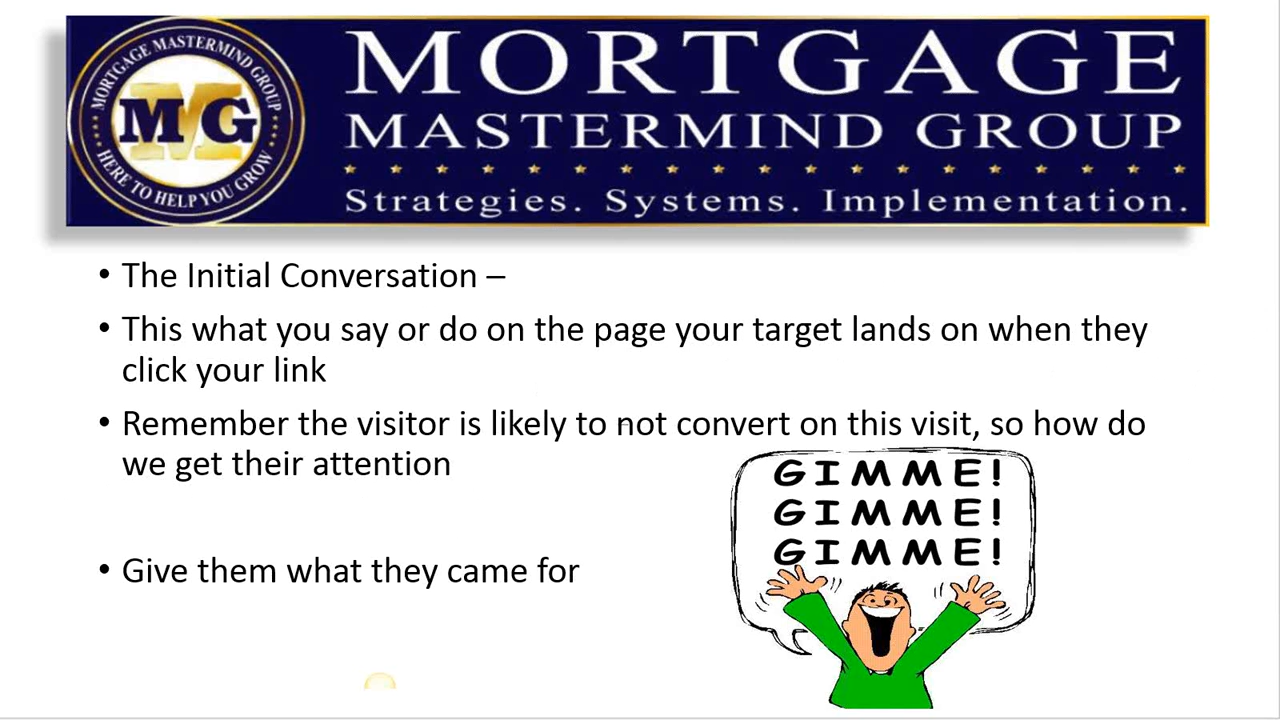 MORTGAGE MASTERMIND GROUP
MMG
HERE TO HELP YOU GROW
MORTGAGE
MASTERMIND GROUP
Strategies. Systems. Implementation.
• The Initial Conversation –
• This what you say or do on the page your target lands on when they
click your link
• Remember the visitor is likely to not convert on this visit, so how do
we get their attention
GIMME!
GIMME!
GIMME!
• Give them what they came for